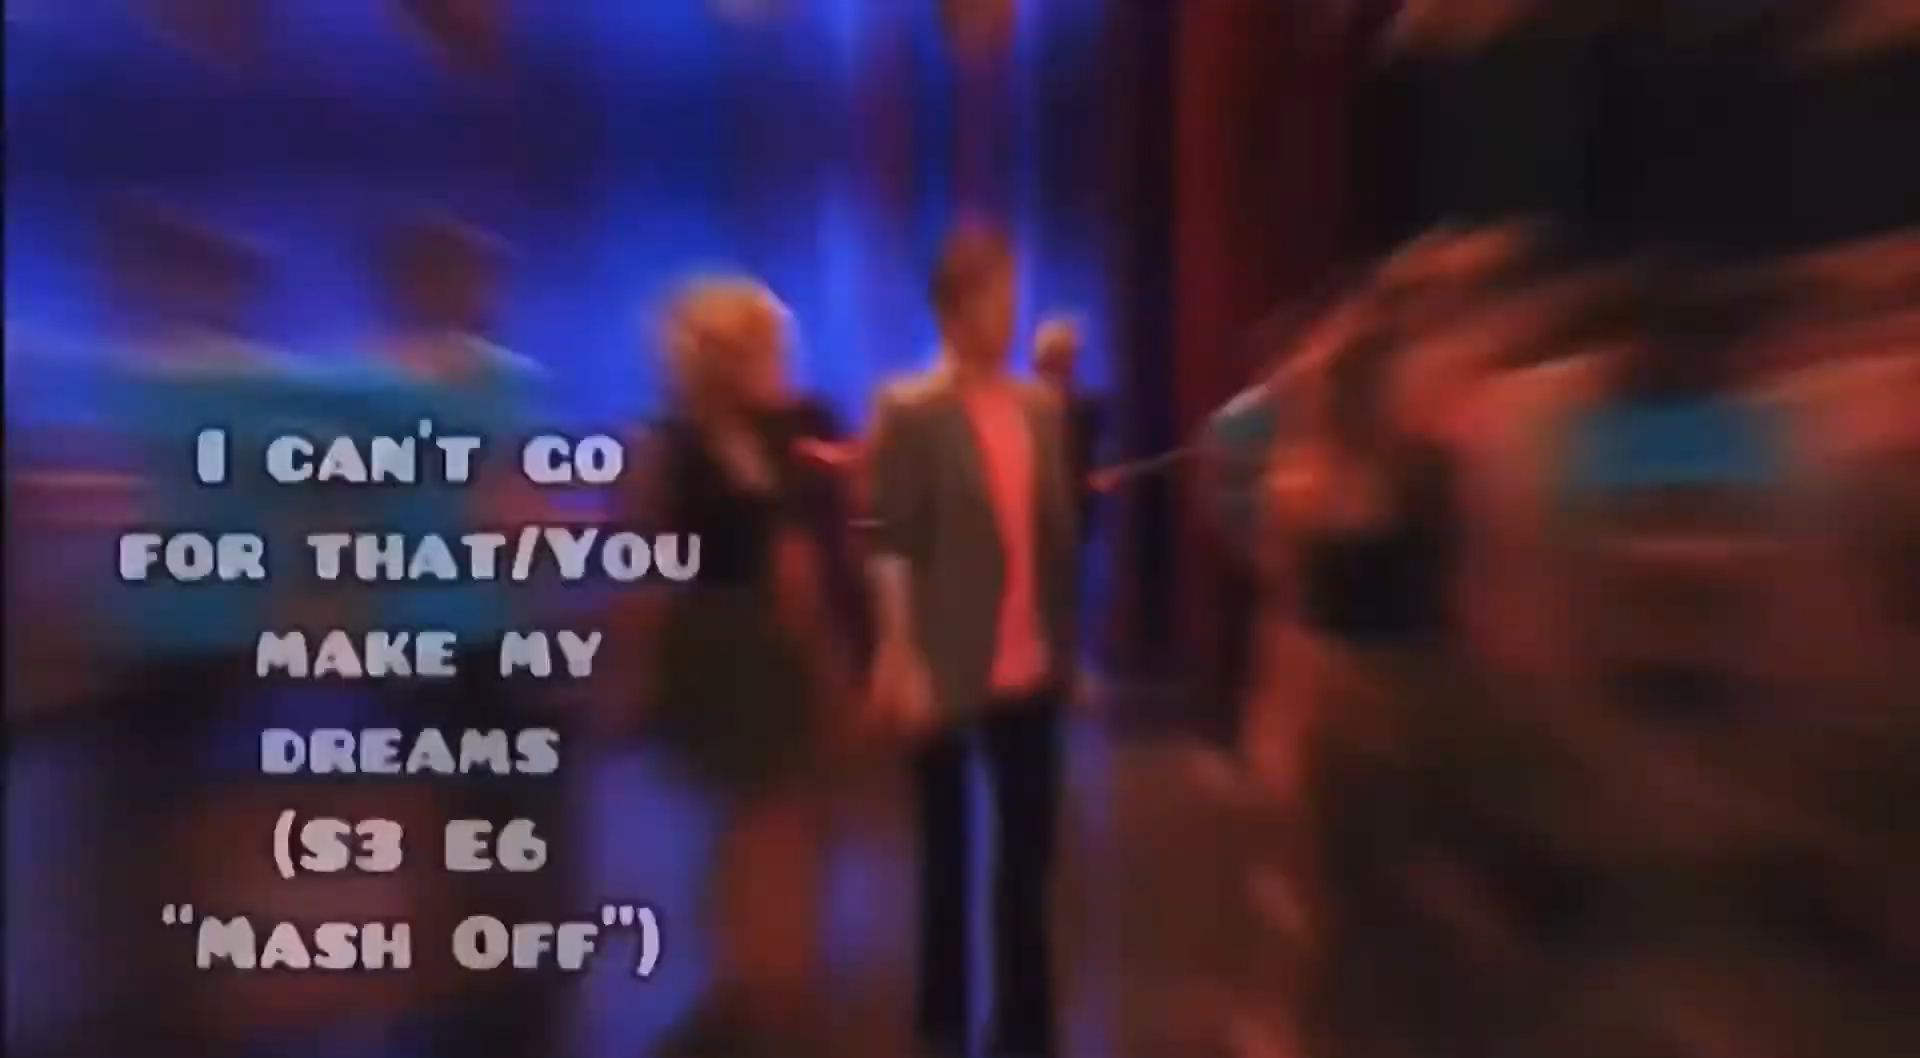 I can't go
for that/You
make my
dreams
(S3 E6
"Mash Off")